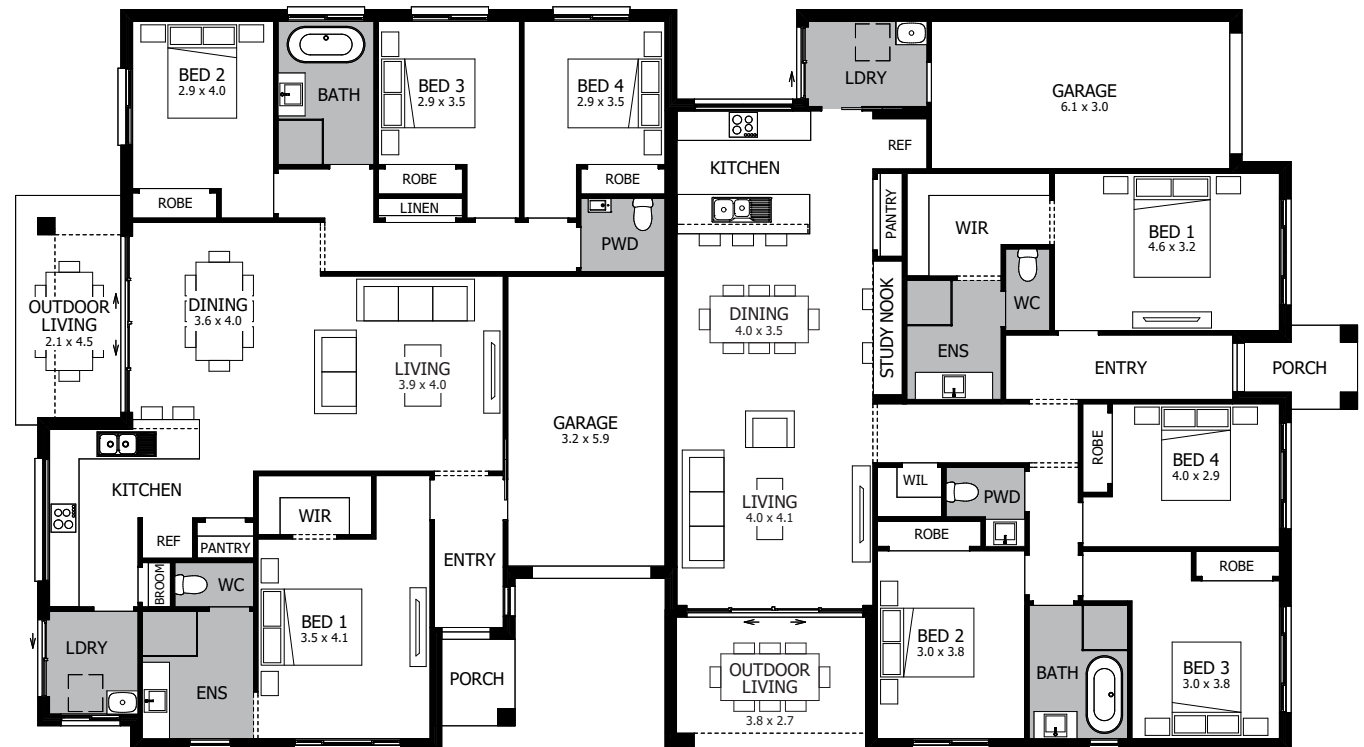 BED 2
2.9 x 4.0
BATH
BED 3
2.9 x 3.5
BED 4
2.9 x 3.5
ROBE
ROBE
LINEN
ROBE
PWD
OUTDOOR
LIVING
2.1 x 4.5
DINING
3.6 x 4.0
LIVING
3.9 x 4.0
GARAGE
3.2 x 5.9
KITCHEN
REF
PANTRY
WIR
BROOM
WC
ENTRY
LDRY
ENS
BED 1
3.5 x 4.1
PORCH
LDRY
GARAGE
6.1 x 3.0
KITCHEN
REF
PANTRY
WIR
BED 1
4.6 x 3.2
DINING
4.0 x 3.5
STUDY NOOK
WC
ENS
ENTRY
PORCH
LIVING
4.0 x 4.1
WIL
PWD
ROBE
ROBE
BED 4
4.0 x 2.9
ROBE
BED 2
3.0 x 3.8
BATH
BED 3
3.0 x 3.8
OUTDOOR
LIVING
3.8 x 2.7